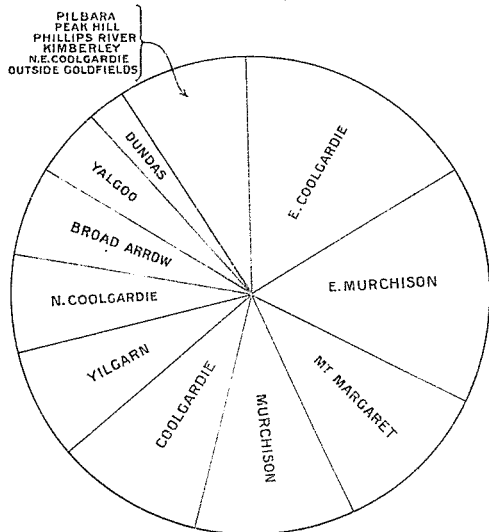 PILBARA
PEAK HILL
PHILLIPS RIVER
KIMBERLEY
N.E.COOLGARDIE
OUTSIDE GOLDFIELDS
DUNDAS
YALGOO
BROAD ARROW
N. COOLGARDIE
YILGARN
COOLGARDIE
MURCHISON
MT MARGARET
E. MURCHISON
E. COOLGARDIE